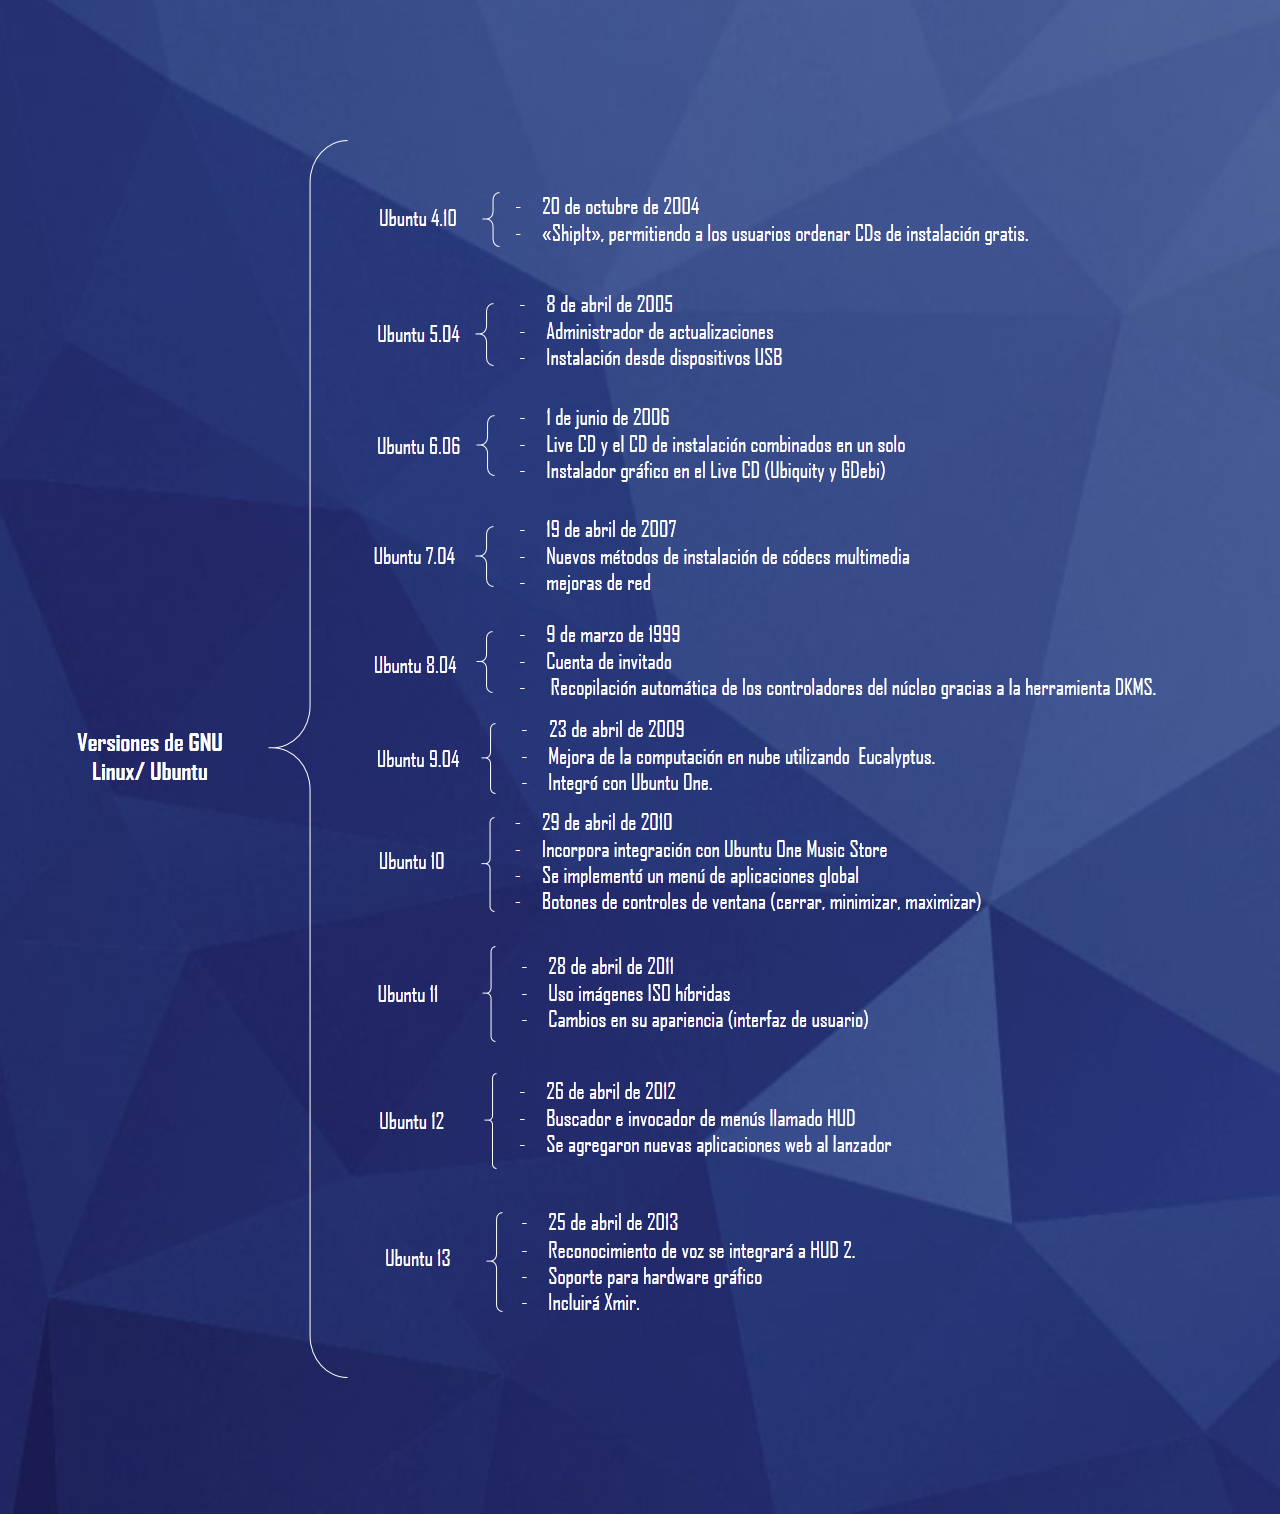 Versiones de GNU
Linux/ Ubuntu
Ubuntu 4.10
- 20 de octubre de 2004
- «ShipIt», permitiendo a los usuarios ordenar CDs de instalación gratis.
Ubuntu 5.04
- 8 de abril de 2005
- Administrador de actualizaciones
- Instalación desde dispositivos USB
Ubuntu 6.06
- 1 de junio de 2006
- Live CD y el CD de instalación combinados en un solo
- Instalador gráfico en el Live CD (Ubiquity y GDebi)
Ubuntu 7.04
- 19 de abril de 2007
- Nuevos métodos de instalación de códecs multimedia
- mejoras de red
Ubuntu 8.04
- 9 de marzo de 1999
- Cuenta de invitado
- Recopilación automática de los controladores del núcleo gracias a la herramienta DKMS.
Ubuntu 9.04
- 23 de abril de 2009
- Mejora de la computación en nube utilizando Eucalyptus.
- Integró con Ubuntu One.
Ubuntu 10
- 29 de abril de 2010
- Incorpora integración con Ubuntu One Music Store
- Se implementó un menú de aplicaciones global
- Botones de controles de ventana (cerrar, minimizar, maximizar)
Ubuntu 11
- 28 de abril de 2011
- Uso imágenes ISO híbridas
- Cambios en su apariencia (interfaz de usuario)
Ubuntu 12
- 26 de abril de 2012
- Buscador e invocador de menús llamado HUD
- Se agregaron nuevas aplicaciones web al lanzador
Ubuntu 13
- 25 de abril de 2013
- Reconocimiento de voz se integrará a HUD 2.
- Soporte para hardware gráfico
- Incluirá Xmir.